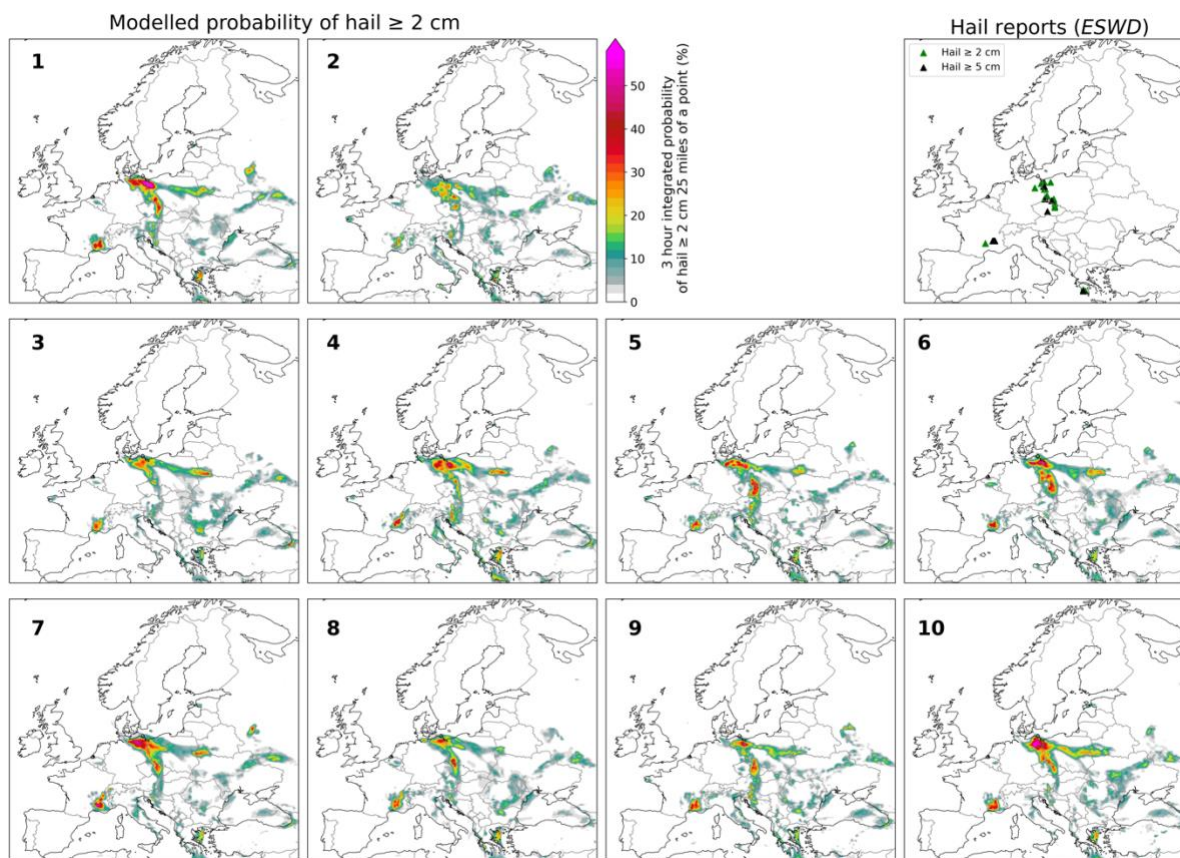 Modelled probability of hail ≥ 2 cm
Hail reports (ESWD)
1
2
3 hour integrated probability
of hail ≥ 2 cm 25 miles of a point (%)
50
40
30
20
10
0
Hail ≥ 2 cm
Hail ≥ 5 cm
3
4
5
6
7
8
9
10